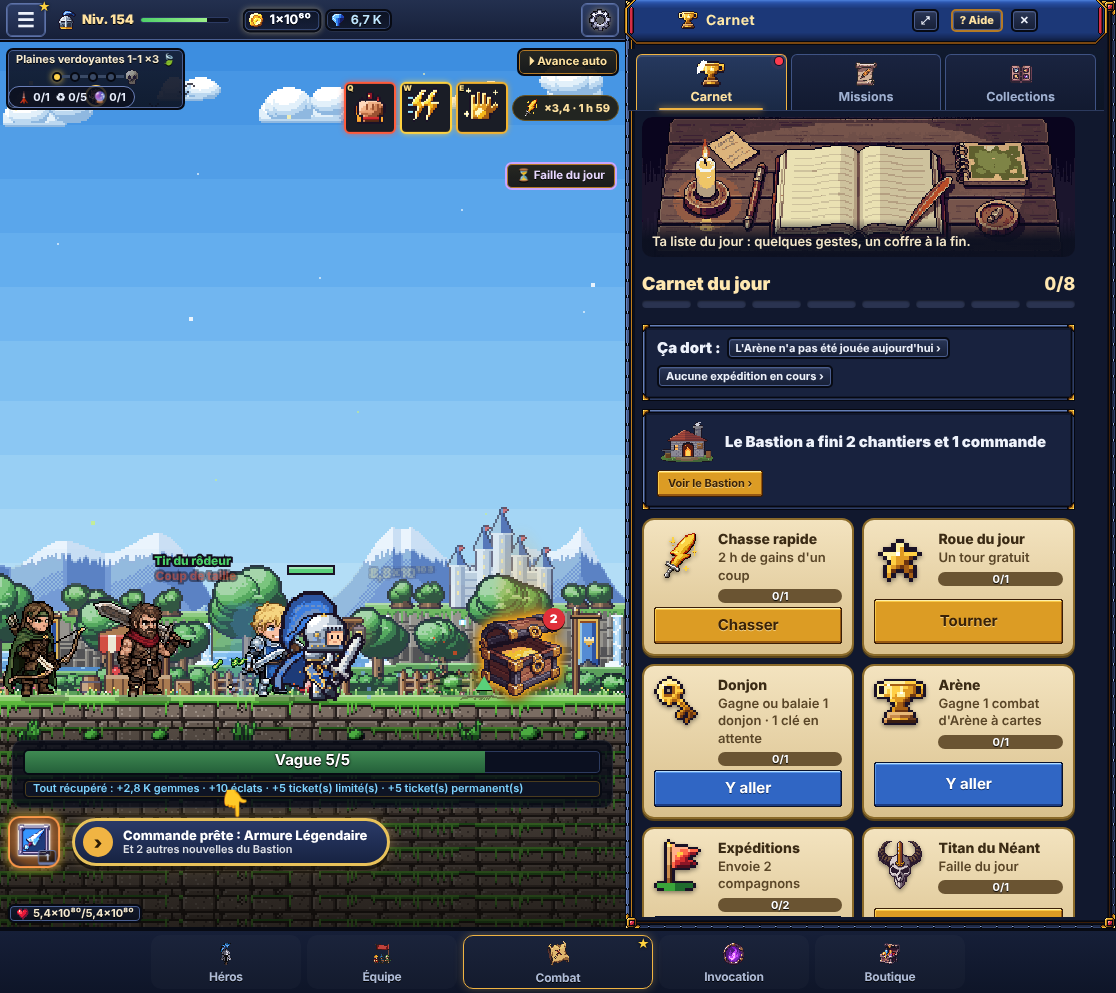 Niv. 154
1×10⁶⁰
6,7 K
Plaines verdoyantes 1-1 ×3
0/1
0/5
0/1
Avance auto
Q
W
E
×3,4 · 1 h 59
Faille du jour
Tir du rôdeur
Coup de taille
2
Vague 5/5
Tout récupéré : +2,8 K gemmes · +10 éclats · +5 ticket(s) limité(s) · +5 ticket(s) permanent(s)
1
Commande prête : Armure Légendaire
Et 2 autres nouvelles du Bastion
5,4×10⁸⁰/5,4×10⁸⁰
Carnet
? Aide
Carnet
Missions
Collections
Ta liste du jour : quelques gestes, un coffre à la fin.
Carnet du jour
0/8
Ça dort :
L'Arène n'a pas été jouée aujourd'hui ›
Aucune expédition en cours ›
Le Bastion a fini 2 chantiers et 1 commande
Voir le Bastion ›
Chasse rapide
2 h de gains d'un
coup
0/1
Chasser
Roue du jour
Un tour gratuit
0/1
Tourner
Donjon
Gagne ou balaie 1
donjon · 1 clé en
attente
0/1
Y aller
Arène
Gagne 1 combat
d'Arène à cartes
0/1
Y aller
Expéditions
Envoie 2
compagnons
0/2
Titan du Néant
Faille du jour
0/1
Héros
Équipe
Combat
Invocation
Boutique